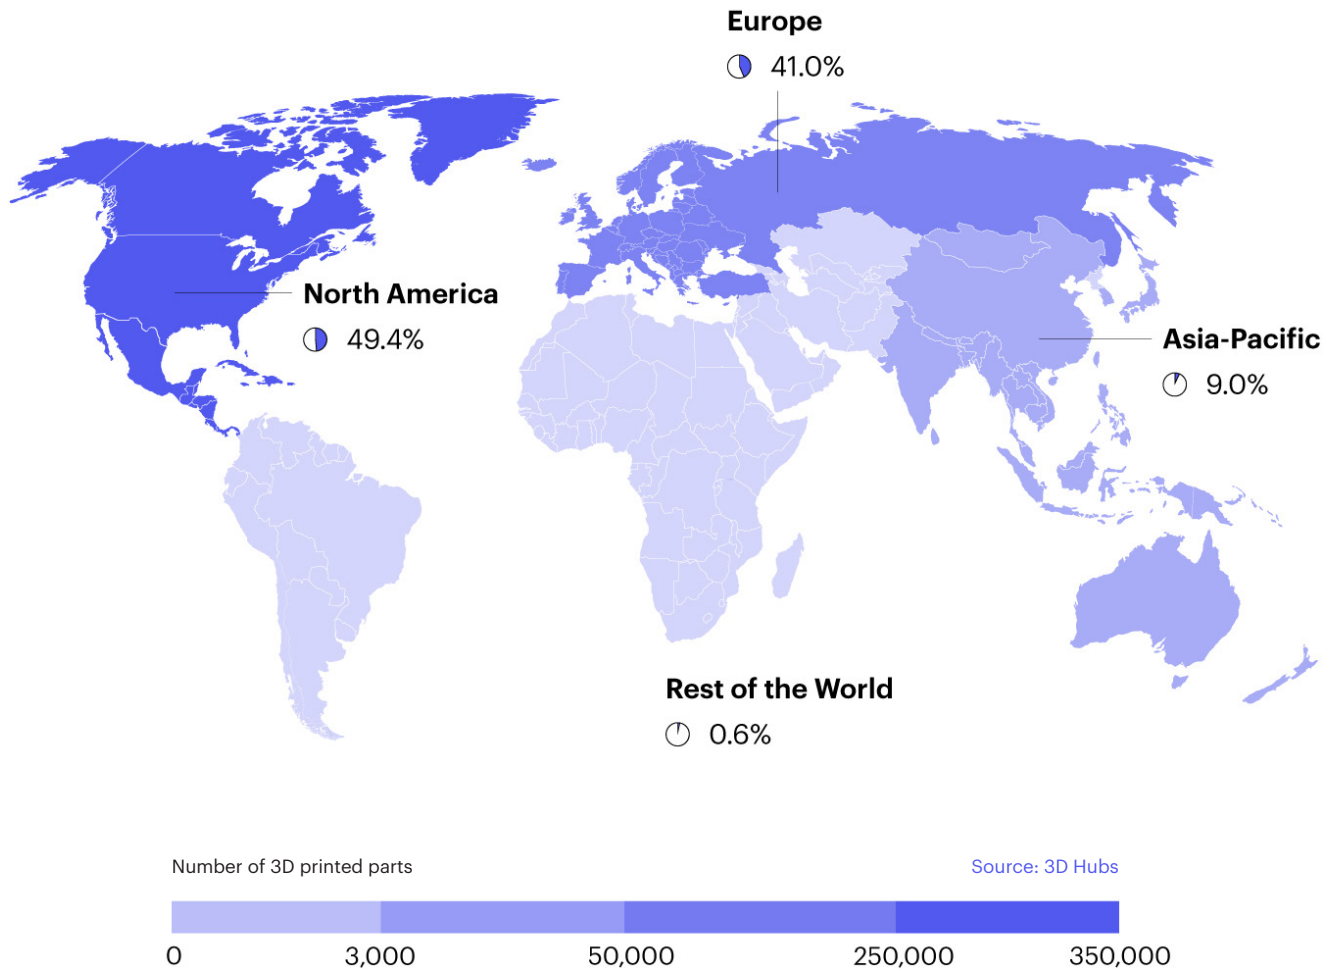 Europe
41.0%
North America
49.4%
Asia-Pacific
9.0%
Rest of the World
0.6%
Number of 3D printed parts
Source: 3D Hubs
0
3,000
50,000
250,000
350,000